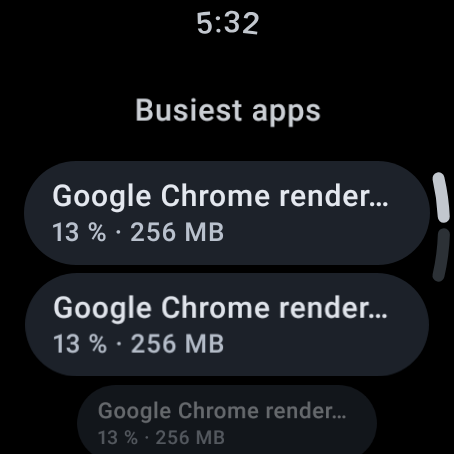 5:32
Busiest apps
Google Chrome render…
13 % · 256 MB
Google Chrome render…
13 % · 256 MB
Google Chrome render…
13 % · 256 MB